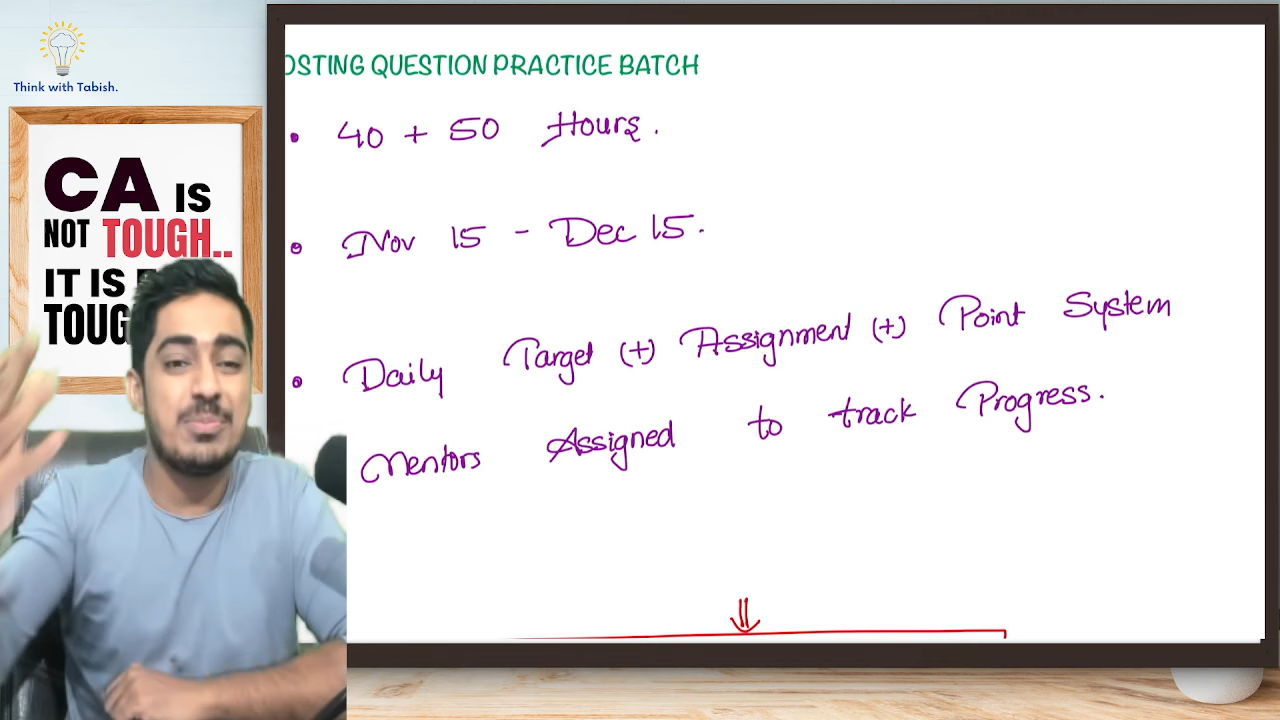 Think with Tabish.
CA IS
NOT TOUGH..
IT IS
TOUG
OSTING QUESTION PRACTICE BATCH
• 40 + 50 Hours.
• Nov 15 - Dec 15.
• Daily Target (+) Assignment (+) Point System
Mentors Assigned to track Progress.